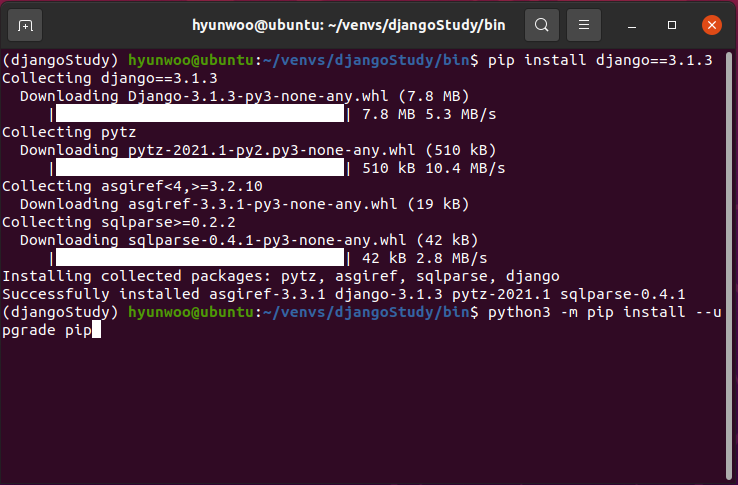 hyunwoo@ubuntu: ~/venvs/djangoStudy/bin
(djangoStudy) hyunwoo@ubuntu:~/venvs/djangoStudy/bin$ pip install django==3.1.3
Collecting django==3.1.3
  Downloading Django-3.1.3-py3-none-any.whl (7.8 MB)
     |████████████████████████████████| 7.8 MB 5.3 MB/s
Collecting pytz
  Downloading pytz-2021.1-py2.py3-none-any.whl (510 kB)
     |████████████████████████████████| 510 kB 10.4 MB/s
Collecting asgiref<4,>=3.2.10
  Downloading asgiref-3.3.1-py3-none-any.whl (19 kB)
Collecting sqlparse>=0.2.2
  Downloading sqlparse-0.4.1-py3-none-any.whl (42 kB)
     |████████████████████████████████| 42 kB 2.8 MB/s
Installing collected packages: pytz, asgiref, sqlparse, django
Successfully installed asgiref-3.3.1 django-3.1.3 pytz-2021.1 sqlparse-0.4.1
(djangoStudy) hyunwoo@ubuntu:~/venvs/djangoStudy/bin$ python3 -m pip install --u
pgrade pip